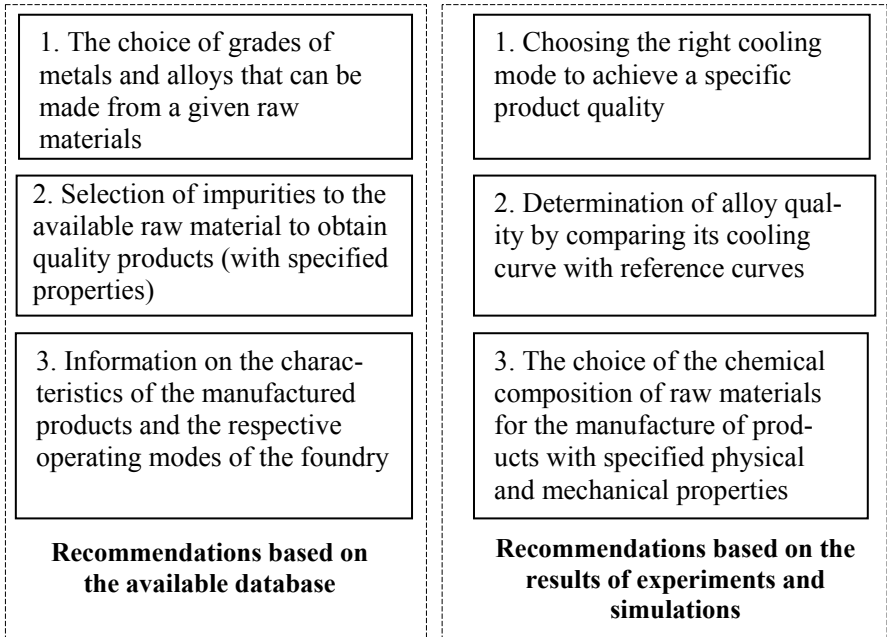 1. The choice of grades of
metals and alloys that can be
made from a given raw
materials
2. Selection of impurities to the
available raw material to obtain
quality products (with specified
properties)
3. Information on the charac-
teristics of the manufactured
products and the respective
operating modes of the foundry
Recommendations based on
the available database
1. Choosing the right cooling
mode to achieve a specific
product quality
2. Determination of alloy qual-
ity by comparing its cooling
curve with reference curves
3. The choice of the chemical
composition of raw materials
for the manufacture of prod-
ucts with specified physical
and mechanical properties
Recommendations based on the
results of experiments and
simulations